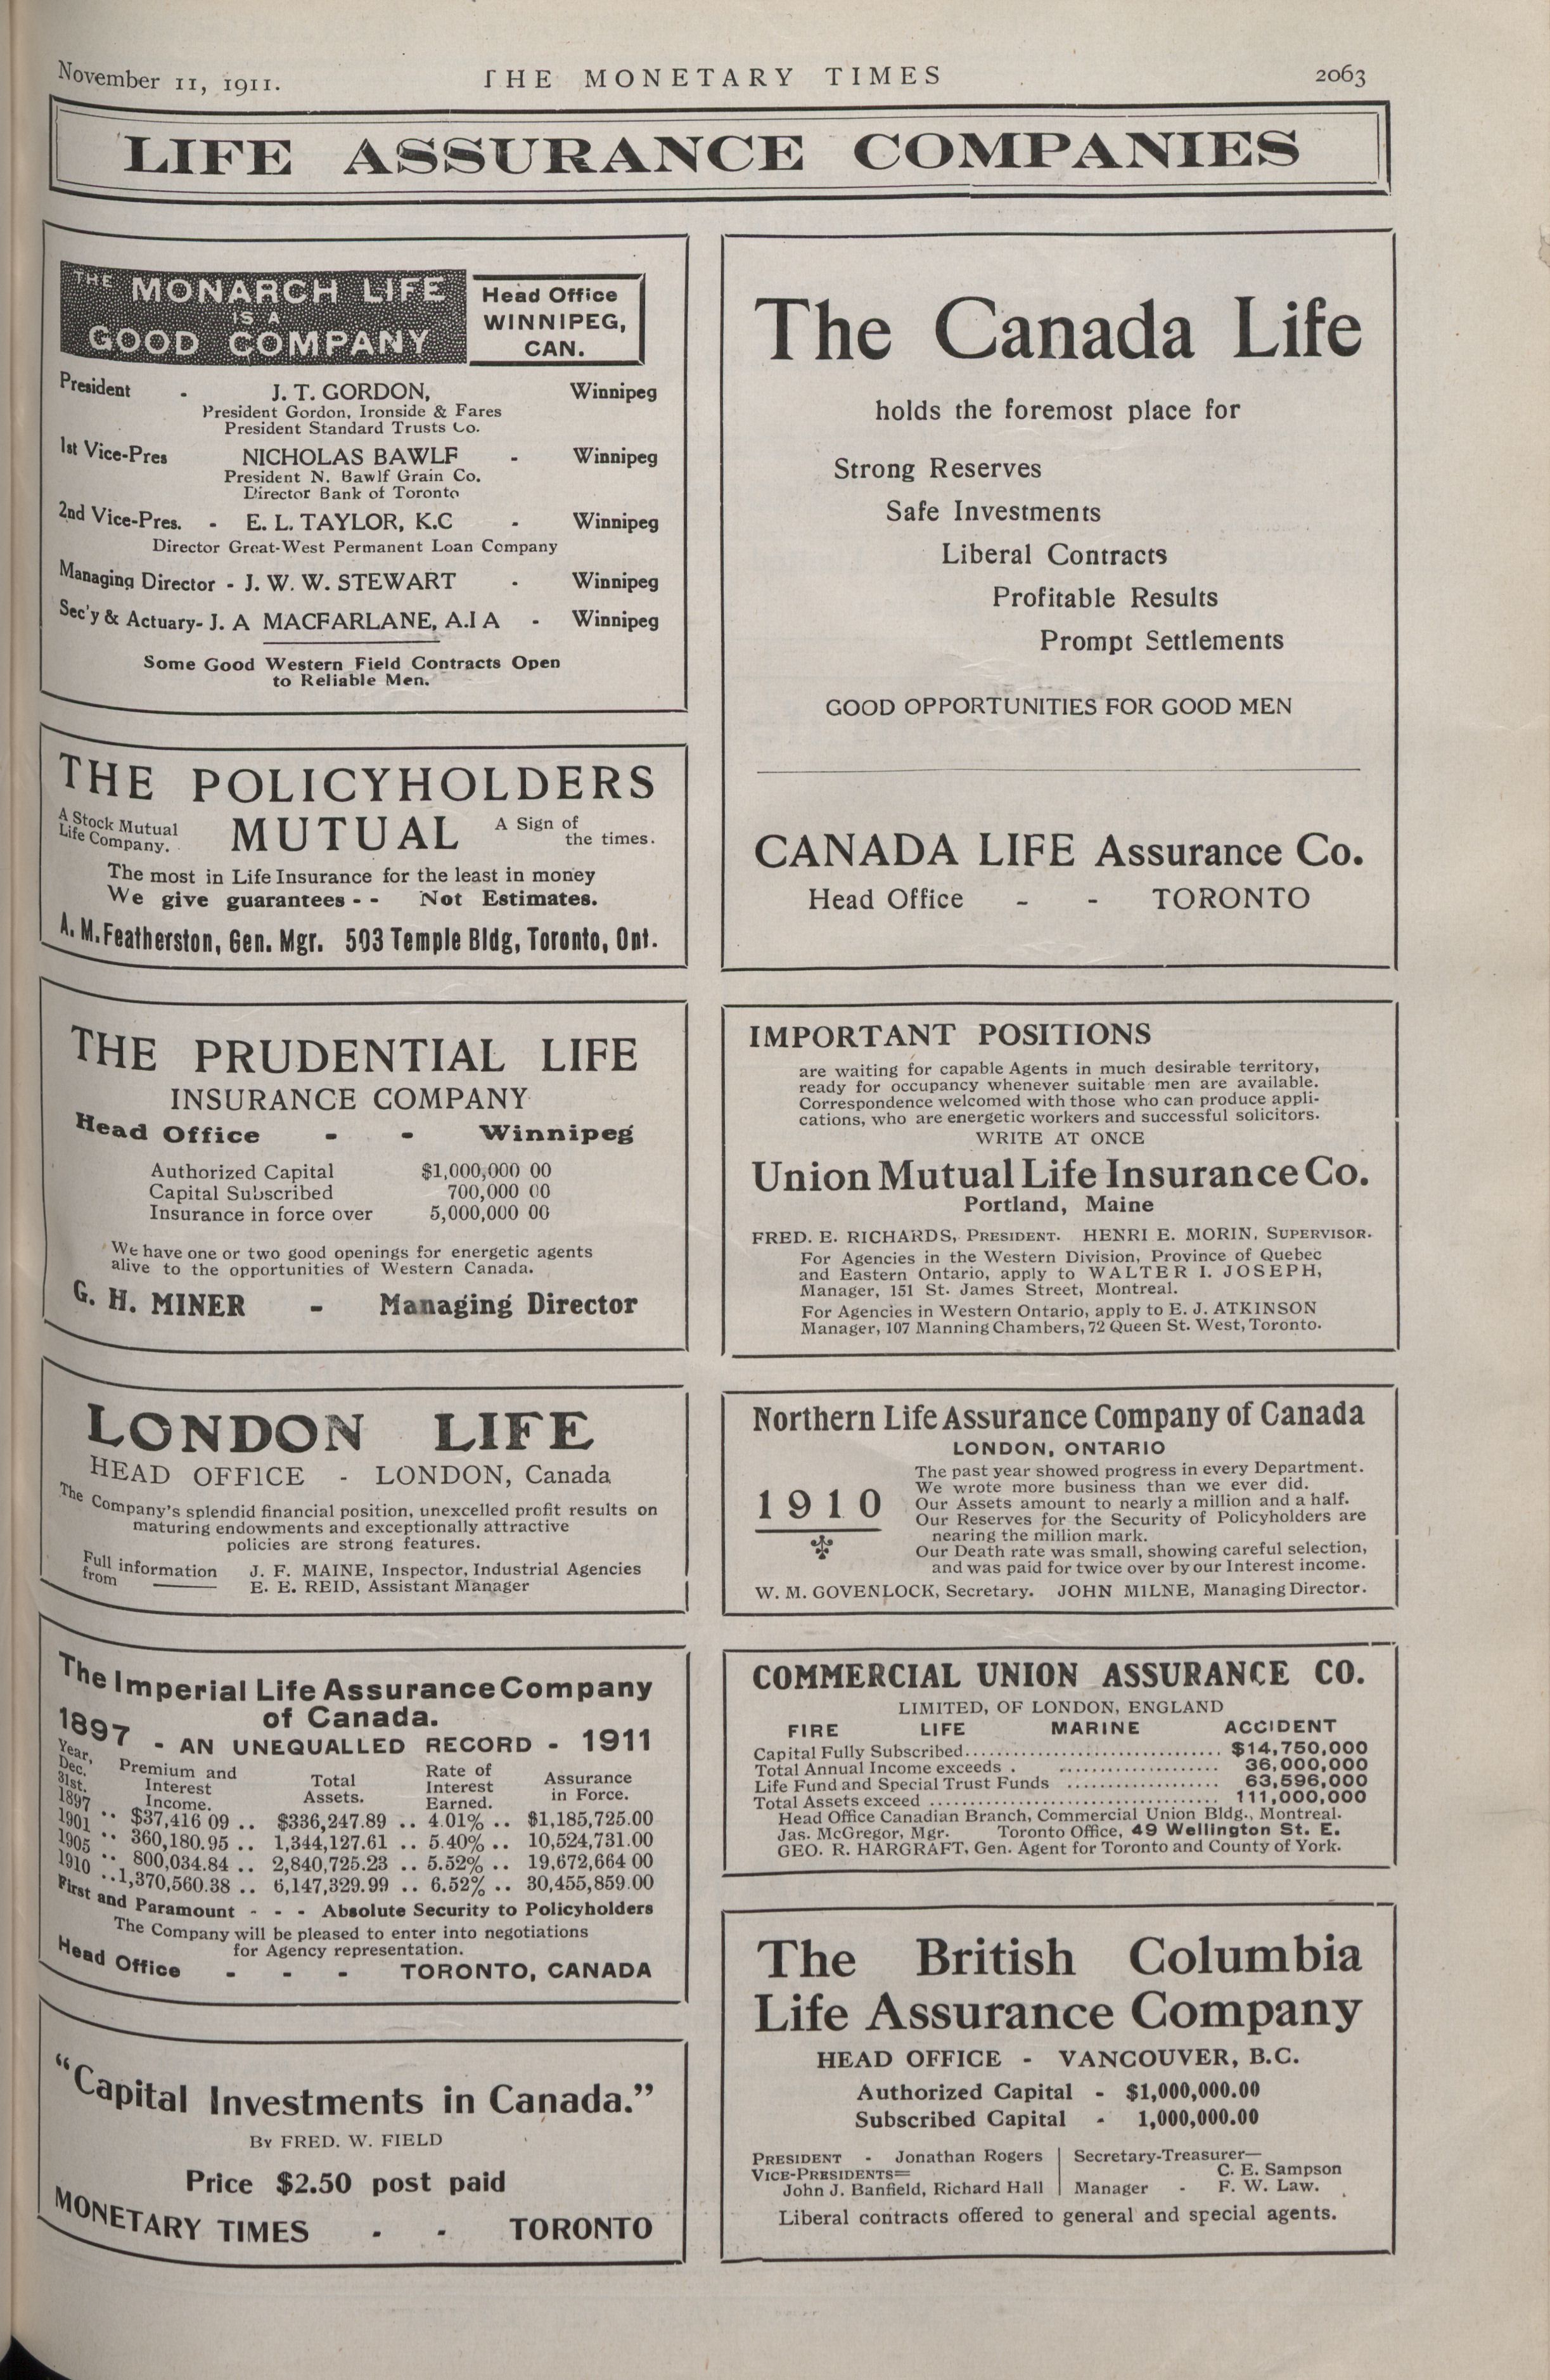 November 11, 1911.
THE MONETARY TIMES
2063
LIFE ASSURANCE COMPANIES
THE MONARCH LIFE
IS A
GOOD COMPANY
Head Office
WINNIPEG,
CAN.
President - J. T. GORDON, Winnipeg
President Gordon, Ironside & Fares
President Standard Trusts Co.
1st Vice-Pres NICHOLAS BAWLF - Winnipeg
President N. Bawlf Grain Co.
Director Bank of Toronto
2nd Vice-Pres. - E. L. TAYLOR, K.C - Winnipeg
Director Great-West Permanent Loan Company
Managing Director - J. W. W. STEWART - Winnipeg
Sec'y & Actuary- J. A MACFARLANE, A.I A - Winnipeg
Some Good Western Field Contracts Open
to Reliable Men.
THE POLICYHOLDERS
A Stock Mutual
Life Company.
MUTUAL
A Sign of
the times.
The most in Life Insurance for the least in money
We give guarantees - - Not Estimates.
A. M. Featherston, Gen. Mgr. 503 Temple Bldg, Toronto, Ont.
THE PRUDENTIAL LIFE
INSURANCE COMPANY
Head Office - - Winnipeg
Authorized Capital $1,000,000 00
Capital Subscribed 700,000 00
Insurance in force over 5,000,000 00
We have one or two good openings for energetic agents
alive to the opportunities of Western Canada.
G. H. MINER - Managing Director
LONDON LIFE
HEAD OFFICE - LONDON, Canada
The Company's splendid financial position, unexcelled profit results on
maturing endowments and exceptionally attractive
policies are strong features.
Full information
from
J. F. MAINE, Inspector, Industrial Agencies
E. E. REID, Assistant Manager
The Imperial Life Assurance Company
of Canada.
1897 - AN UNEQUALLED RECORD - 1911
Year,
Dec.
31st.
Premium and
Interest
Income.
Total
Assets.
Rate of
Interest
Earned.
Assurance
in Force.
1897 .. $37,416 09 .. $336,247.89 .. 4.01% .. $1,185,725.00
1901 .. 360,180.95 .. 1,344,127.61 .. 5.40% .. 10,524,731.00
1905 .. 800,034.84 .. 2,840,725.23 .. 5.52% .. 19,672,664 00
1910 ..1,370,560.38 .. 6,147,329.99 .. 6.52% .. 30,455,859.00
First and Paramount - - - Absolute Security to Policyholders
The Company will be pleased to enter into negotiations
for Agency representation.
Head Office - - - TORONTO, CANADA
"Capital Investments in Canada."
By FRED. W. FIELD
Price $2.50 post paid
MONETARY TIMES - - TORONTO
The Canada Life
holds the foremost place for
Strong Reserves
Safe Investments
Liberal Contracts
Profitable Results
Prompt Settlements
GOOD OPPORTUNITIES FOR GOOD MEN
CANADA LIFE Assurance Co.
Head Office - - TORONTO
IMPORTANT POSITIONS
are waiting for capable Agents in much desirable territory,
ready for occupancy whenever suitable men are available.
Correspondence welcomed with those who can produce appli-
cations, who are energetic workers and successful solicitors.
WRITE AT ONCE
Union Mutual Life Insurance Co.
Portland, Maine
FRED. E. RICHARDS, PRESIDENT. HENRI E. MORIN, SUPERVISOR.
For Agencies in the Western Division, Province of Quebec
and Eastern Ontario, apply to WALTER I. JOSEPH,
Manager, 151 St. James Street, Montreal.
For Agencies in Western Ontario, apply to E. J. ATKINSON
Manager, 107 Manning Chambers, 72 Queen St. West, Toronto.
Northern Life Assurance Company of Canada
LONDON, ONTARIO
1910
The past year showed progress in every Department.
We wrote more business than we ever did.
Our Assets amount to nearly a million and a half.
Our Reserves for the Security of Policyholders are
nearing the million mark.
Our Death rate was small, showing careful selection,
and was paid for twice over by our Interest income.
W. M. GOVENLOCK, Secretary. JOHN MILNE, Managing Director.
COMMERCIAL UNION ASSURANCE CO.
LIMITED, OF LONDON, ENGLAND
FIRE LIFE MARINE ACCIDENT
Capital Fully Subscribed................................ $14,750,000
Total Annual Income exceeds . .................... 36,000,000
Life Fund and Special Trust Funds ................... 63,596,000
Total Assets exceed .................................... 111,000,000
Head Office Canadian Branch, Commercial Union Bldg., Montreal.
Jas. McGregor, Mgr. Toronto Office, 49 Wellington St. E.
GEO. R. HARGRAFT, Gen. Agent for Toronto and County of York.
The British Columbia
Life Assurance Company
HEAD OFFICE - VANCOUVER, B.C.
Authorized Capital - $1,000,000.00
Subscribed Capital - 1,000,000.00
PRESIDENT - Jonathan Rogers
VICE-PRESIDENTS=
John J. Banfield, Richard Hall
Secretary-Treasurer—
C. E. Sampson
Manager - F. W. Law.
Liberal contracts offered to general and special agents.